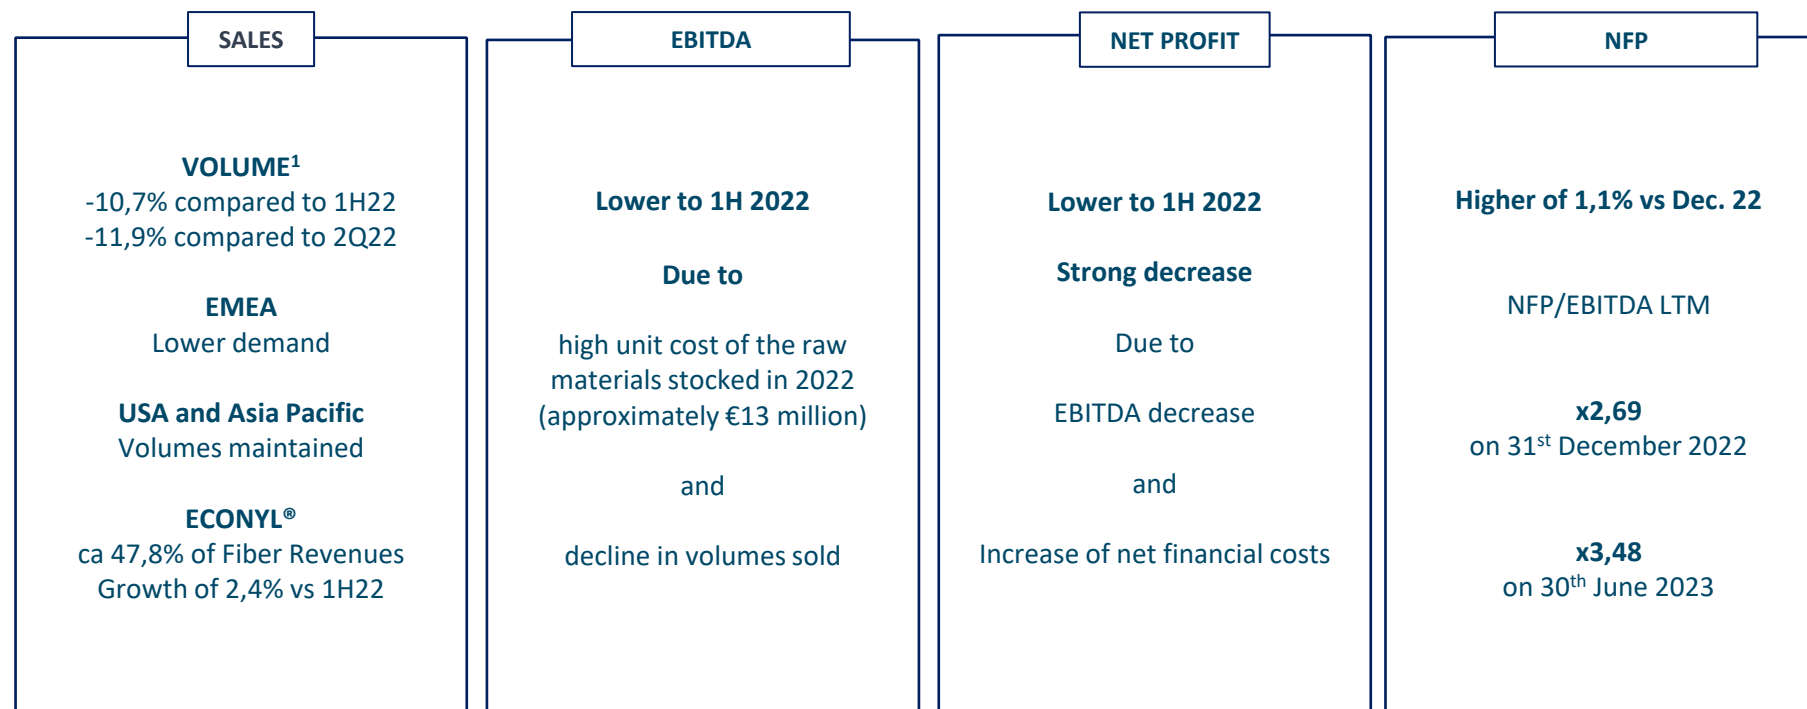 SALES
VOLUME¹
-10,7% compared to 1H22
-11,9% compared to 2Q22
EMEA
Lower demand
USA and Asia Pacific
Volumes maintained
ECONYL®
ca 47,8% of Fiber Revenues
Growth of 2,4% vs 1H22
EBITDA
Lower to 1H 2022
Due to
high unit cost of the raw
materials stocked in 2022
(approximately €13 million)
and
decline in volumes sold
NET PROFIT
Lower to 1H 2022
Strong decrease
Due to
EBITDA decrease
and
Increase of net financial costs
NFP
Higher of 1,1% vs Dec. 22
NFP/EBITDA LTM
x2,69
on 31st December 2022
x3,48
on 30th June 2023